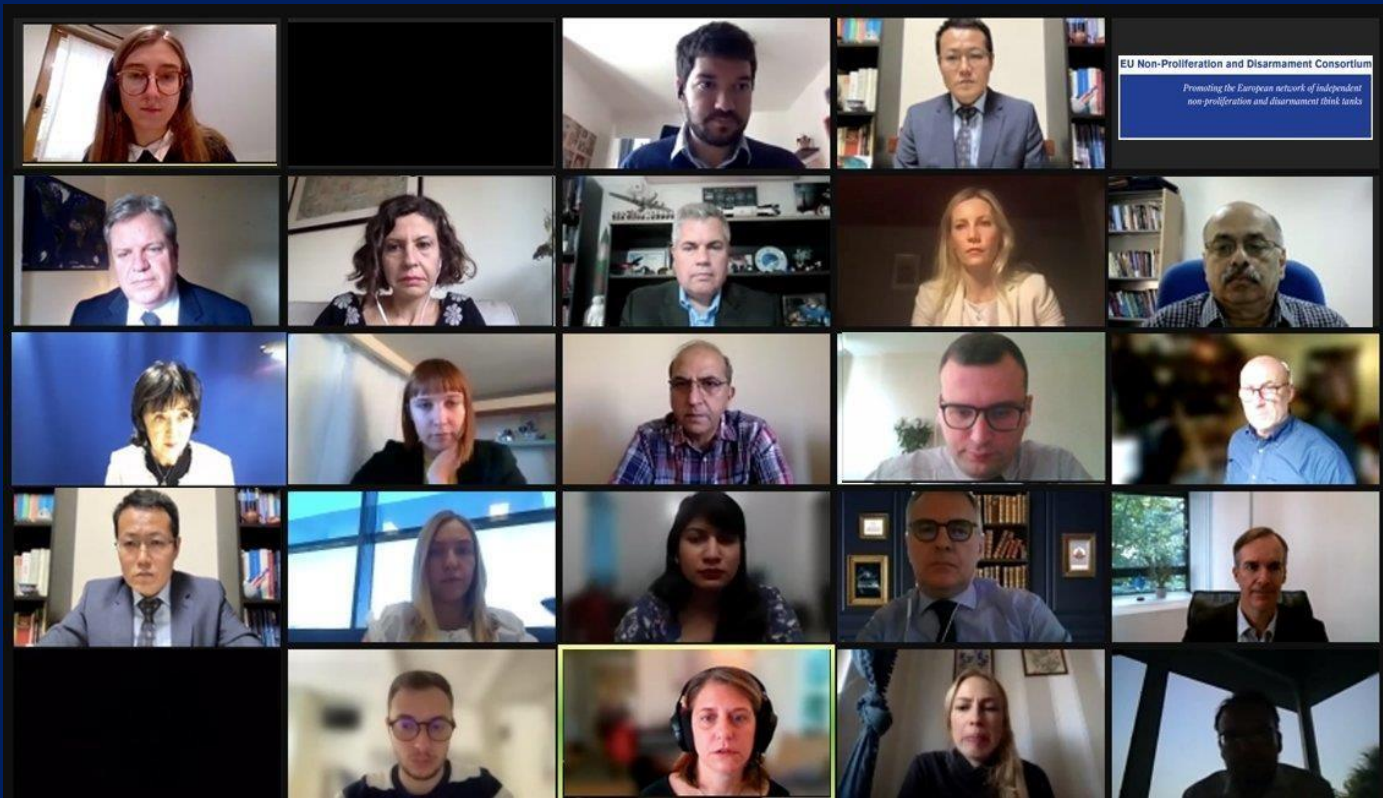 EU Non-Proliferation and Disarmament Consortium
Promoting the European network of independent
non-proliferation and disarmament think tanks